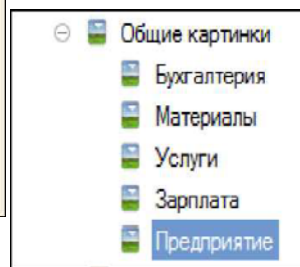 Общие картинки
Бухгалтерия
Материалы
Услуги
Зарплата
Предприятие